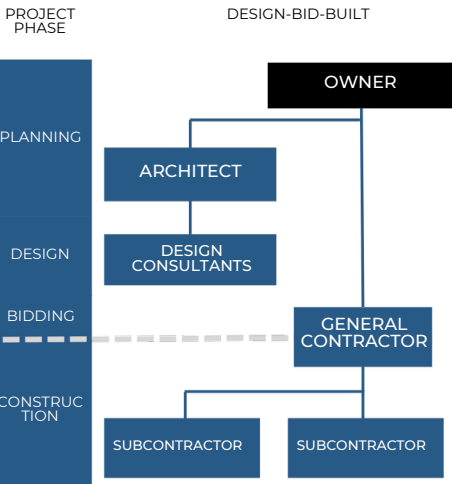 PROJECT
PHASE
DESIGN-BID-BUILT
OWNER
PLANNING
ARCHITECT
DESIGN
DESIGN
CONSULTANTS
BIDDING
GENERAL
CONTRACTOR
CONSTRUC
TION
SUBCONTRACTOR
SUBCONTRACTOR